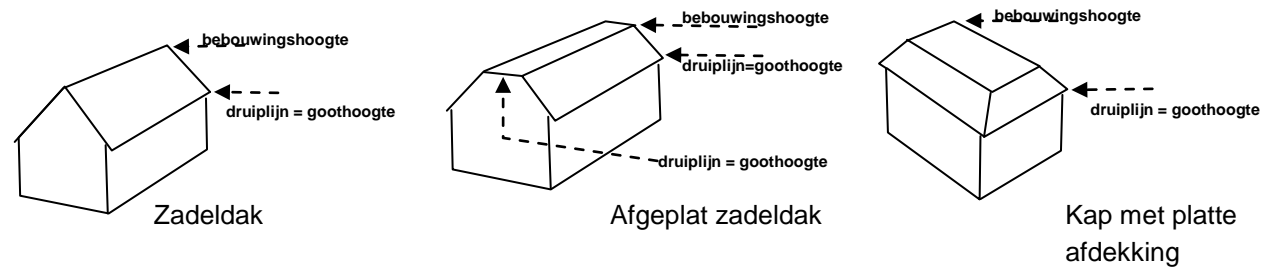 bebouwingshoogte
druiplijn = goothoogte
Zadeldak
bebouwingshoogte
druiplijn=goothoogte
druiplijn = goothoogte
Afgeplat zadeldak
bebouwingshoogte
druiplijn = goothoogte
Kap met platte
afdekking